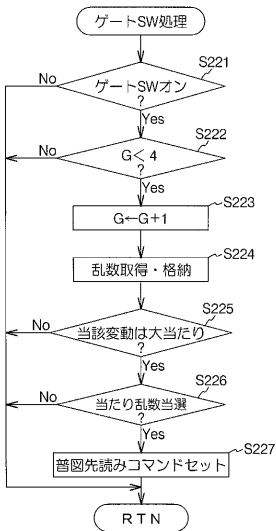 ゲートSW処理
S221
ゲートSWオン
?
No
Yes
S222
G<4
?
No
Yes
S223
G←G+1
S224
乱数取得・格納
S225
当該変動は大当たり
?
No
Yes
S226
当たり乱数当選
?
No
Yes
S227
普図先読みコマンドセット
RTN